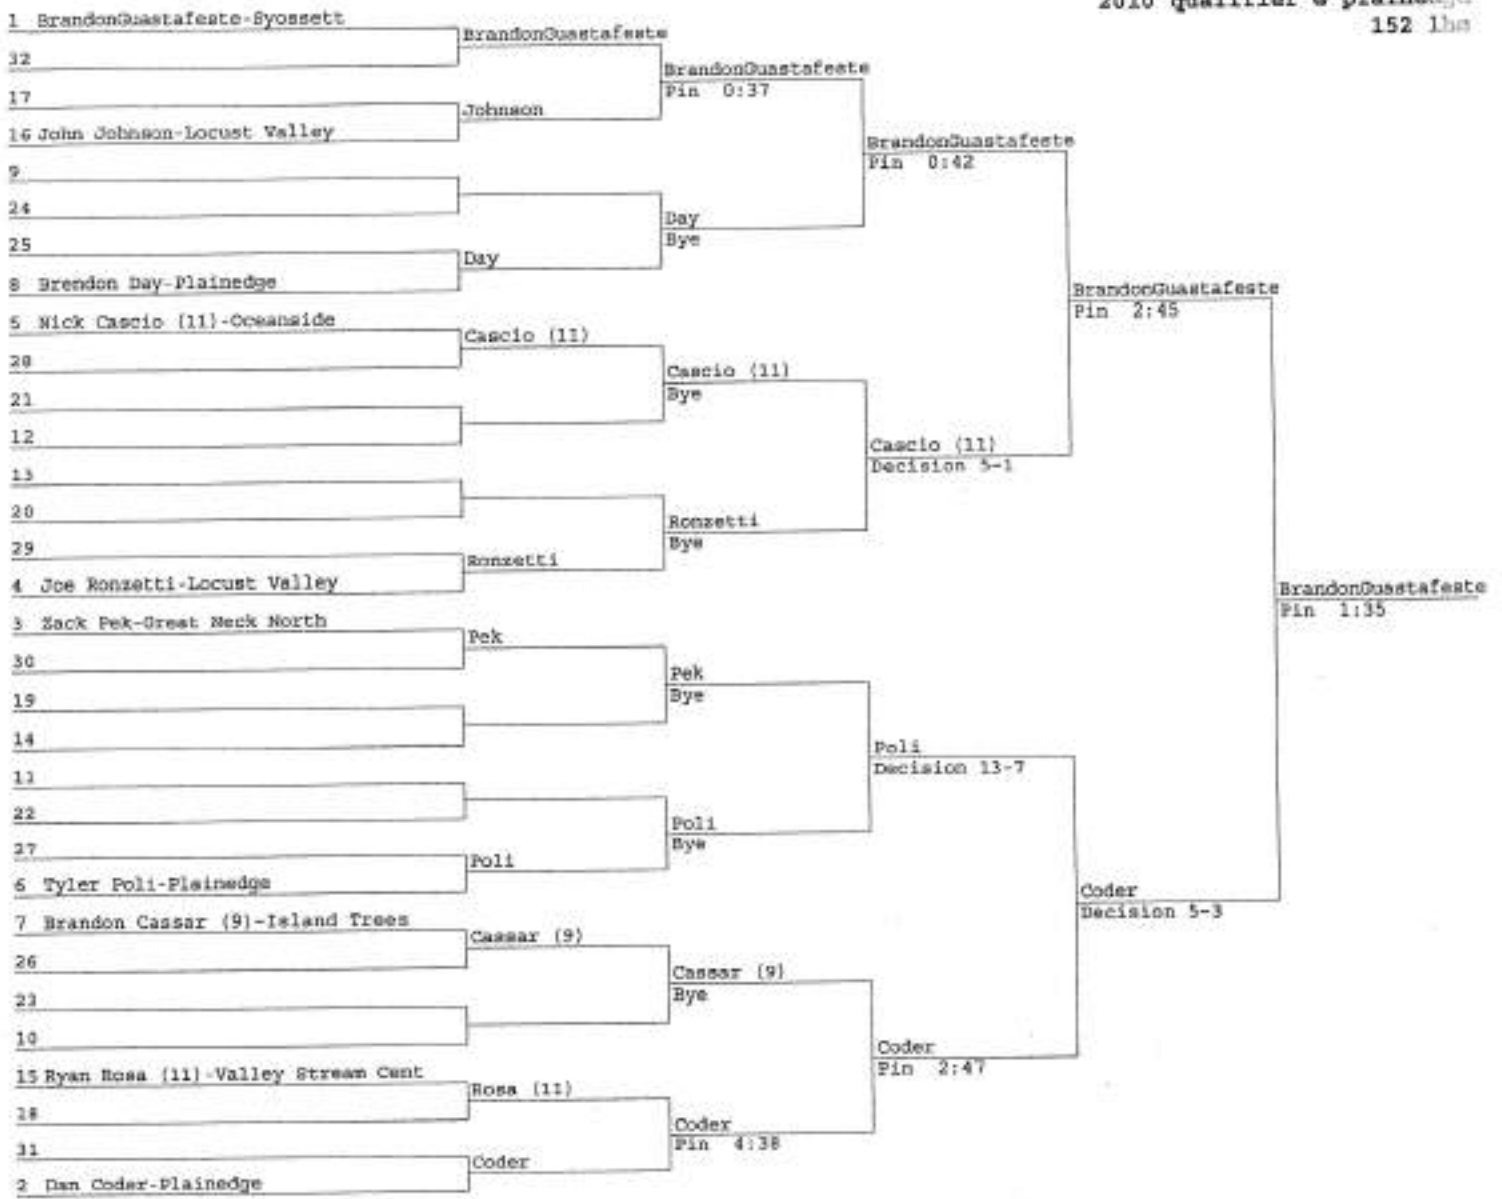 2010 Qualifier @ Plainedge
152 lbs
1 BrandonGuastafeste-Syossett
BrandonGuastafeste
32
BrandonGuastafeste
Pin 0:37
17
Johnson
16 John Johnson-Locust Valley
BrandonGuastafeste
Pin 0:42
9
24
Day
Bye
25
Day
8 Brendon Day-Plainedge
BrandonGuastafeste
Pin 2:45
5 Nick Cascio (11)-Oceanside
Cascio (11)
28
Cascio (11)
Bye
21
12
Cascio (11)
Decision 5-1
13
20
Ronzetti
Bye
29
Ronzetti
4 Joe Ronzetti-Locust Valley
BrandonGuastafeste
Pin 1:35
3 Zack Pek-Great Neck North
Pek
30
Pek
Bye
19
14
Poli
Decision 13-7
11
22
Poli
Bye
27
Poli
6 Tyler Poli-Plainedge
Coder
Decision 5-3
7 Brandon Cassar (9)-Island Trees
Cassar (9)
26
Cassar (9)
Bye
23
10
Coder
Pin 2:47
15 Ryan Rosa (11)-Valley Stream Cent
Rosa (11)
18
Coder
Pin 4:38
31
Coder
2 Dan Coder-Plainedge